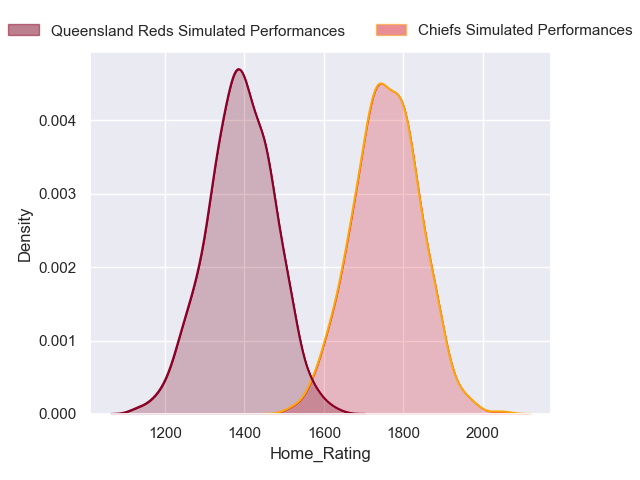 Queensland Reds Simulated Performances Chiefs Simulated Performances
0.004
0.003
0.002
0.001
0.000
Density
1200 1400 1600 1800 2000
Home_Rating